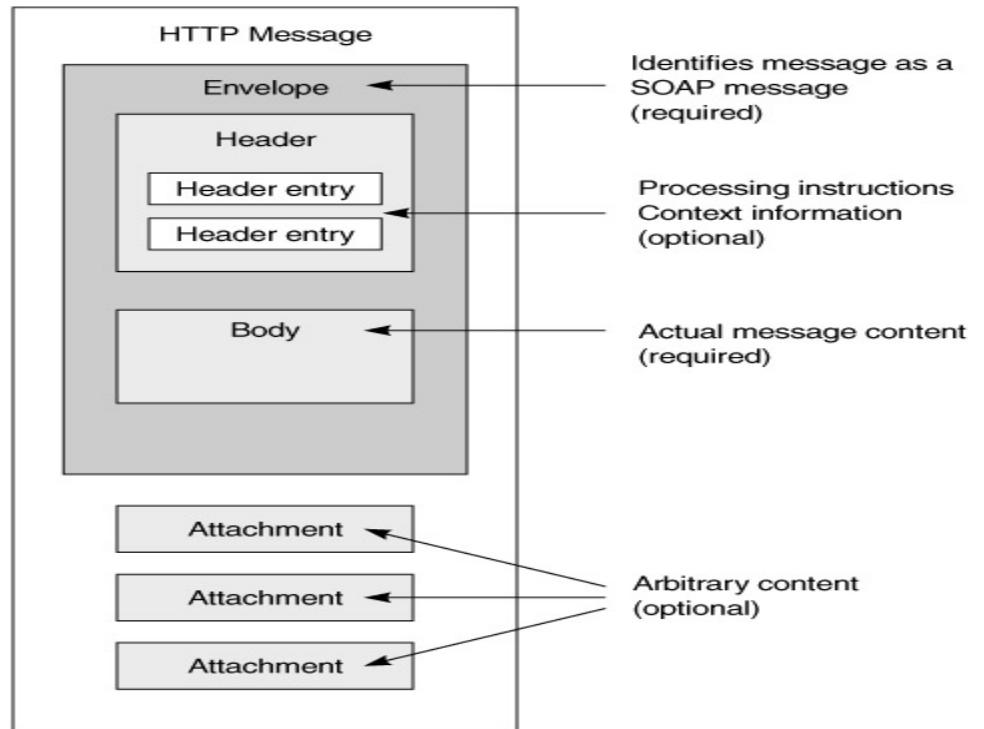 HTTP Message
Envelope
Identifies message as a
SOAP message
(required)
Header
Header entry
Header entry
Processing instructions
Context information
(optional)
Body
Actual message content
(required)
Attachment
Attachment
Attachment
Arbitrary content
(optional)